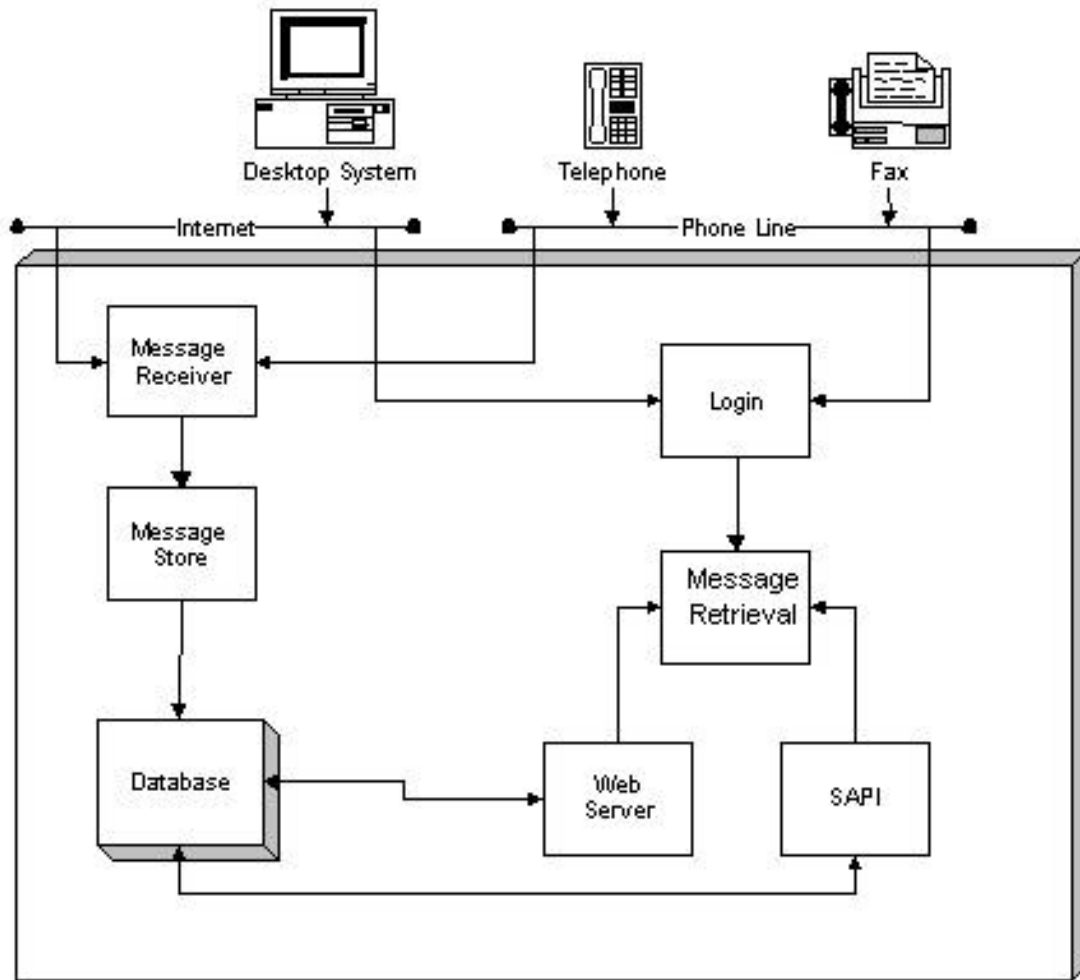 Desktop System
Telephone
Fax
Internet
Phone Line
Message
Receiver
Login
Message
Store
Message
Retrieval
Database
Web
Server
SAPI